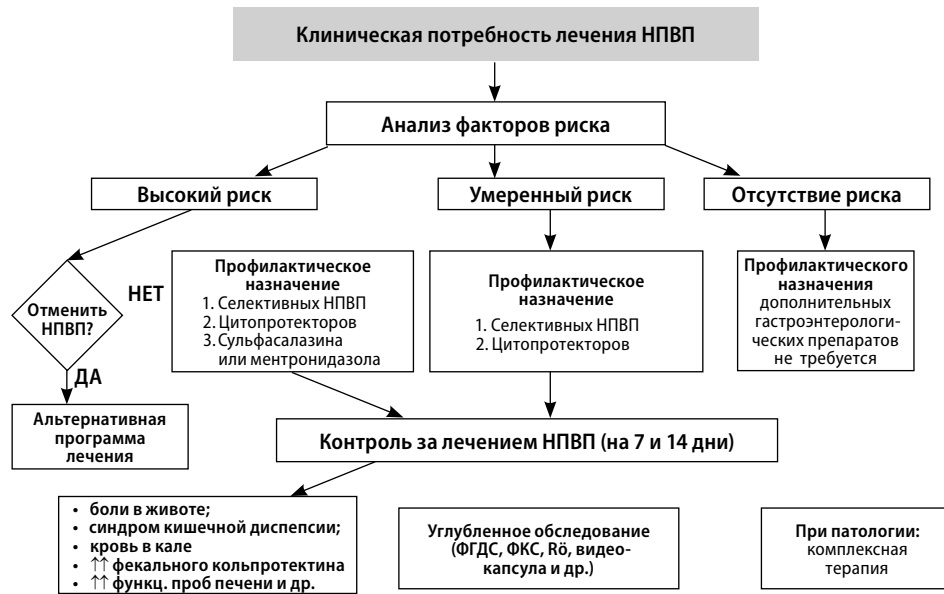 Клиническая потребность лечения НПВП
Анализ факторов риска
Высокий риск
Умеренный риск
Отсутствие риска
Отменить
НПВП?
НЕТ
ДА
Альтернативная
программа
лечения
Профилактическое
назначение
1. Селективных НПВП
2. Цитопротекторов
3. Сульфасалазина
или ментронидазола
Профилактическое
назначение
1. Селективных НПВП
2. Цитопротекторов
Профилактического
назначения
дополнительных
гастроэнтерологи-
ческих препаратов
не требуется
Контроль за лечением НПВП (на 7 и 14 дни)
• боли в животе;
• синдром кишечной диспепсии;
• кровь в кале
• ⇈ фекального кольпротектина
• ⇈ функц. проб печени и др.
Углубленное обследование
(ФГДС, ФКС, Rö, видео-
капсула и др.)
При патологии:
комплексная
терапия